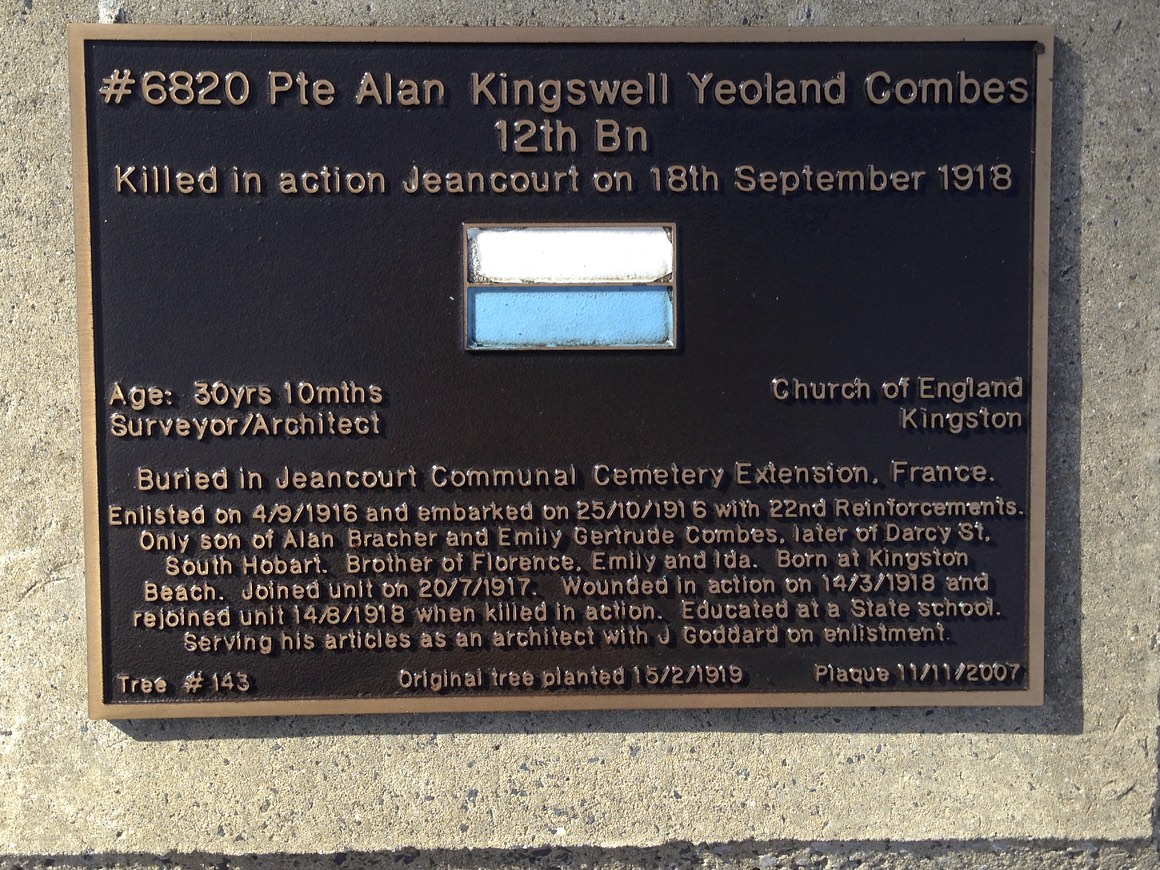 #6820 Pte Alan Kingswell Yeoland Combes
12th Bn
Killed in action Jeancourt on 18th September 1918
Age: 30yrs 10mths
Surveyor/Architect
Church of England
Kingston
Buried in Jeancourt Communal Cemetery Extension, France.
Enlisted on 4/9/1916 and embarked on 25/10/1916 with 22nd Reinforcements.
Only son of Alan Bracher and Emily Gertrude Combes, later of Darcy St,
South Hobart. Brother of Florence, Emily and Ida. Born at Kingston
Beach. Joined unit on 20/7/1917. Wounded in action on 14/3/1918 and
rejoined unit 14/8/1918 when killed in action. Educated at a State school.
Serving his articles as an architect with J Goddard on enlistment.
Tree #143
Original tree planted 15/2/1919
Plaque 11/11/2007